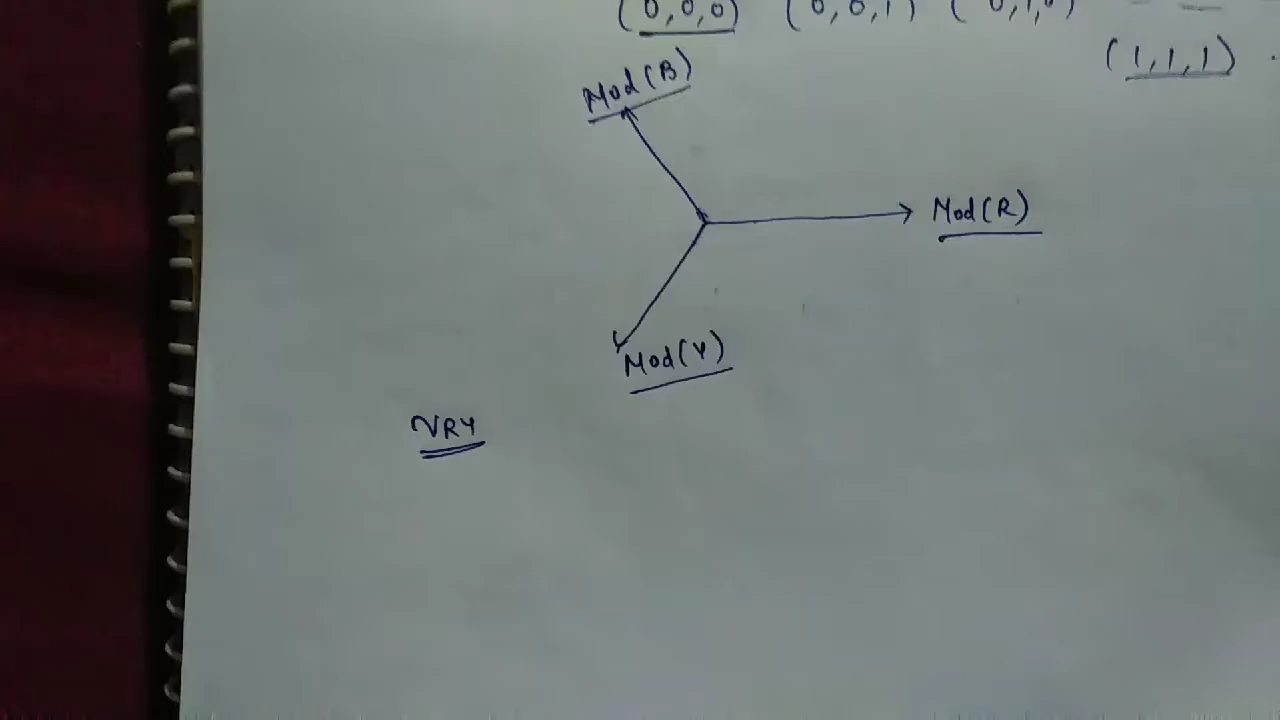 (0,0,0) (0,0,1) (0,1,0)
(1,1,1)
Mod(B)
Mod(R)
Mod(Y)
VRY